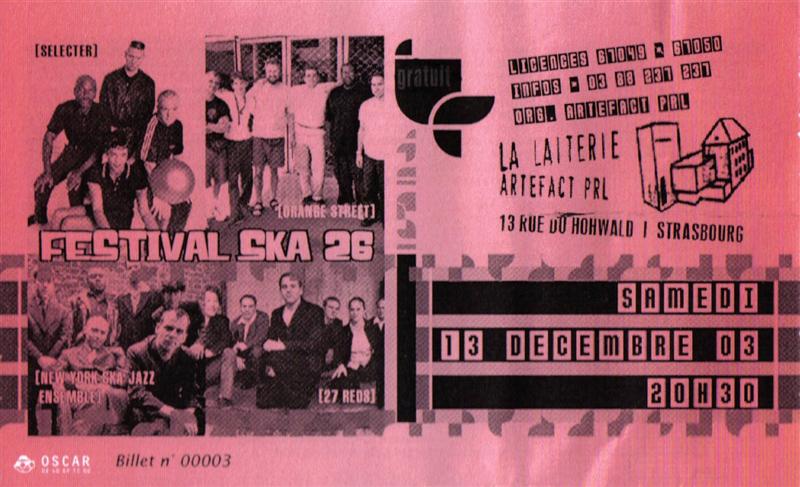 [SELECTER]
[ORANGE STREET]
FESTIVAL SKA 26
[NEW YORK SKA JAZZ
ENSEMBLE]
[27 REDS]
OSCAR
Billet n° 00003
gratuit
LICENCES 67049 * 67050
INFOS - 03 88 237 237
ORG. ARTEFACT PRL
LA LAITERIE
ARTEFACT PRL
13 RUE DU HOHWALD | STRASBOURG
SAMEDI
13 DECEMBRE 03
20H30